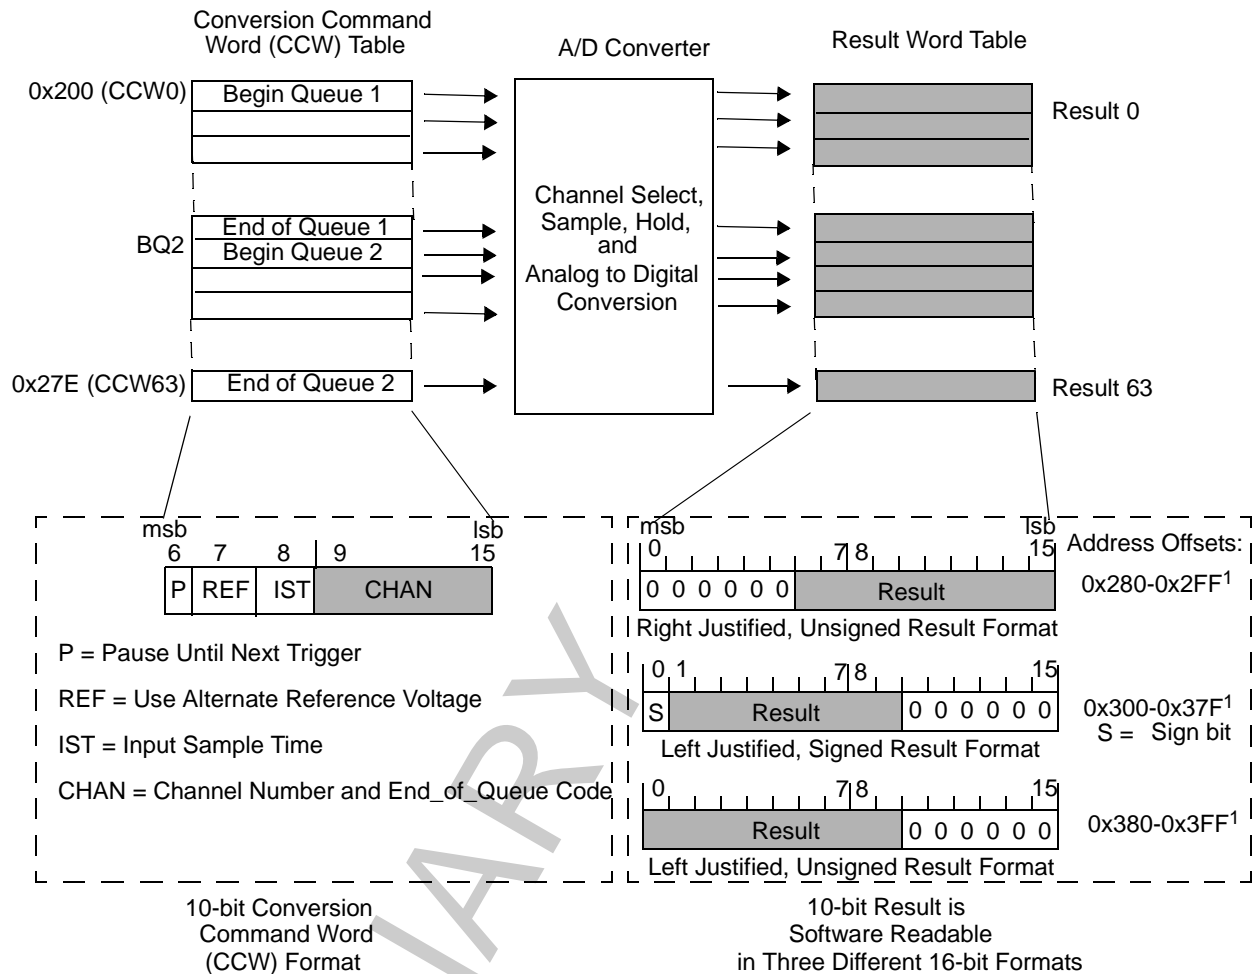 Conversion Command
Word (CCW) Table
A/D Converter
Result Word Table
0x200 (CCW0)
Begin Queue 1
Result 0
Channel Select,
Sample, Hold,
and
Analog to Digital
Conversion
End of Queue 1
BQ2
Begin Queue 2
0x27E (CCW63)
End of Queue 2
Result 63
msb
lsb
6 7 8 9 15
P REF IST CHAN
P = Pause Until Next Trigger
REF = Use Alternate Reference Voltage
IST = Input Sample Time
CHAN = Channel Number and End_of_Queue Code
10-bit Conversion
Command Word
(CCW) Format
msb
lsb
0 7 8 15
Address Offsets:
0 0 0 0 0 0 Result
0x280-0x2FF1
Right Justified, Unsigned Result Format
0 1 7 8 15
S Result 0 0 0 0 0 0
0x300-0x37F1
S = Sign bit
Left Justified, Signed Result Format
0 7 8 15
Result 0 0 0 0 0 0
0x380-0x3FF1
Left Justified, Unsigned Result Format
10-bit Result is
Software Readable
in Three Different 16-bit Formats